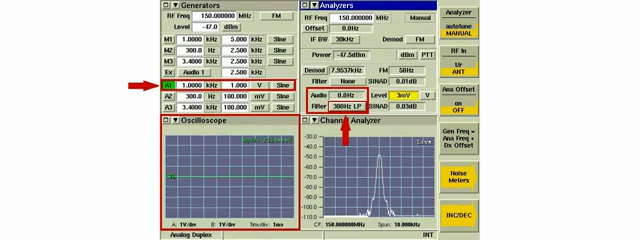 Generators
RF Freq 150.000000 MHz FM
Level -47.0 dBm
M1 1.0000 kHz 5.000 kHz Sine
M2 300.0 Hz 2.500 kHz Sine
M3 3.4000 kHz 2.500 kHz Sine
Ex Audio 1 2.500 kHz
A1 1.0000 kHz 1.000 V Sine
A2 300.0 Hz 100.000 mV Sine
A3 3.4000 kHz 100.000 mV Sine
Oscilloscope
A: 1V/div B: 1V/div Time/div: 1ms
Analog Duplex
Analyzers
RF Freq 150.000000 MHz Manual
Offset 0.0Hz
IF BW 30kHz Demod FM
Power -47.5dBm dBm PTT
Demod 7.9537kHz FM 58Hz
Filter None SINAD 0.01dB
Audio 0.0Hz Level 3mV V
Filter 300Hz LP SINAD 0.03dB
Channel Analyzer
Live
-30.0
-40.0
-50.0
-60.0
-70.0
-80.0
-90.0
-100.0
-110.0
CF: 150.000000MHz Span: 10.000kHz
INT
Analyzer
autotune
MANUAL
RF In
t/r
ANT
Ana Offset
on
OFF
Gen Freq =
Ana Freq +
Dx Offset
Noise
Meters
INC/DEC